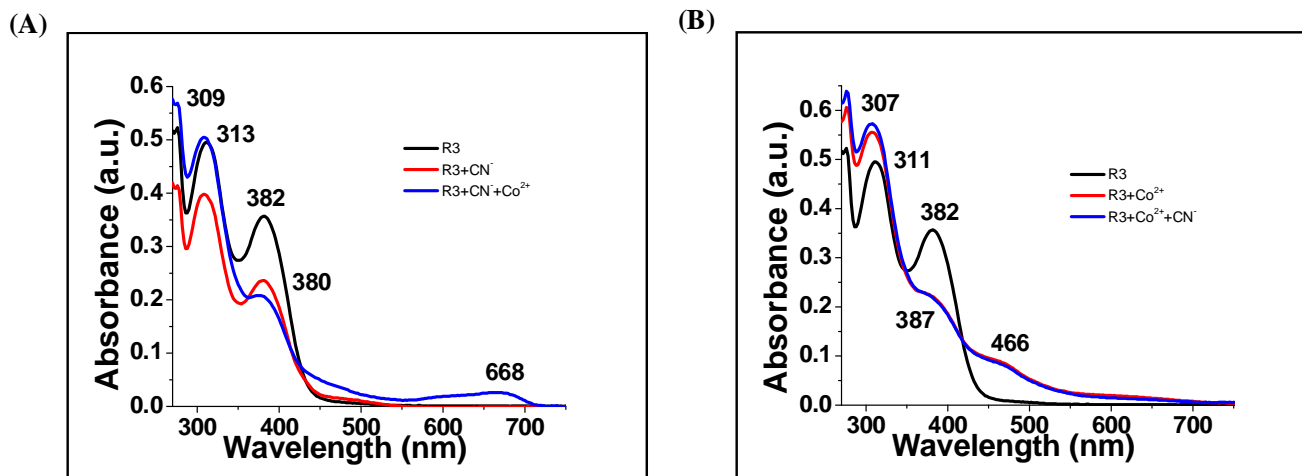 (A)
Absorbance (a.u.)
0.6
0.5
0.4
0.3
0.2
0.1
0.0
309
313
382
380
668
R3
R3+CN⁻
R3+CN⁻+Co²⁺
300 400 500 600 700
Wavelength (nm)
(B)
Absorbance (a.u.)
0.6
0.5
0.4
0.3
0.2
0.1
0.0
307
311
382
387
466
R3
R3+Co²⁺
R3+Co²⁺+CN⁻
300 400 500 600 700
Wavelength (nm)